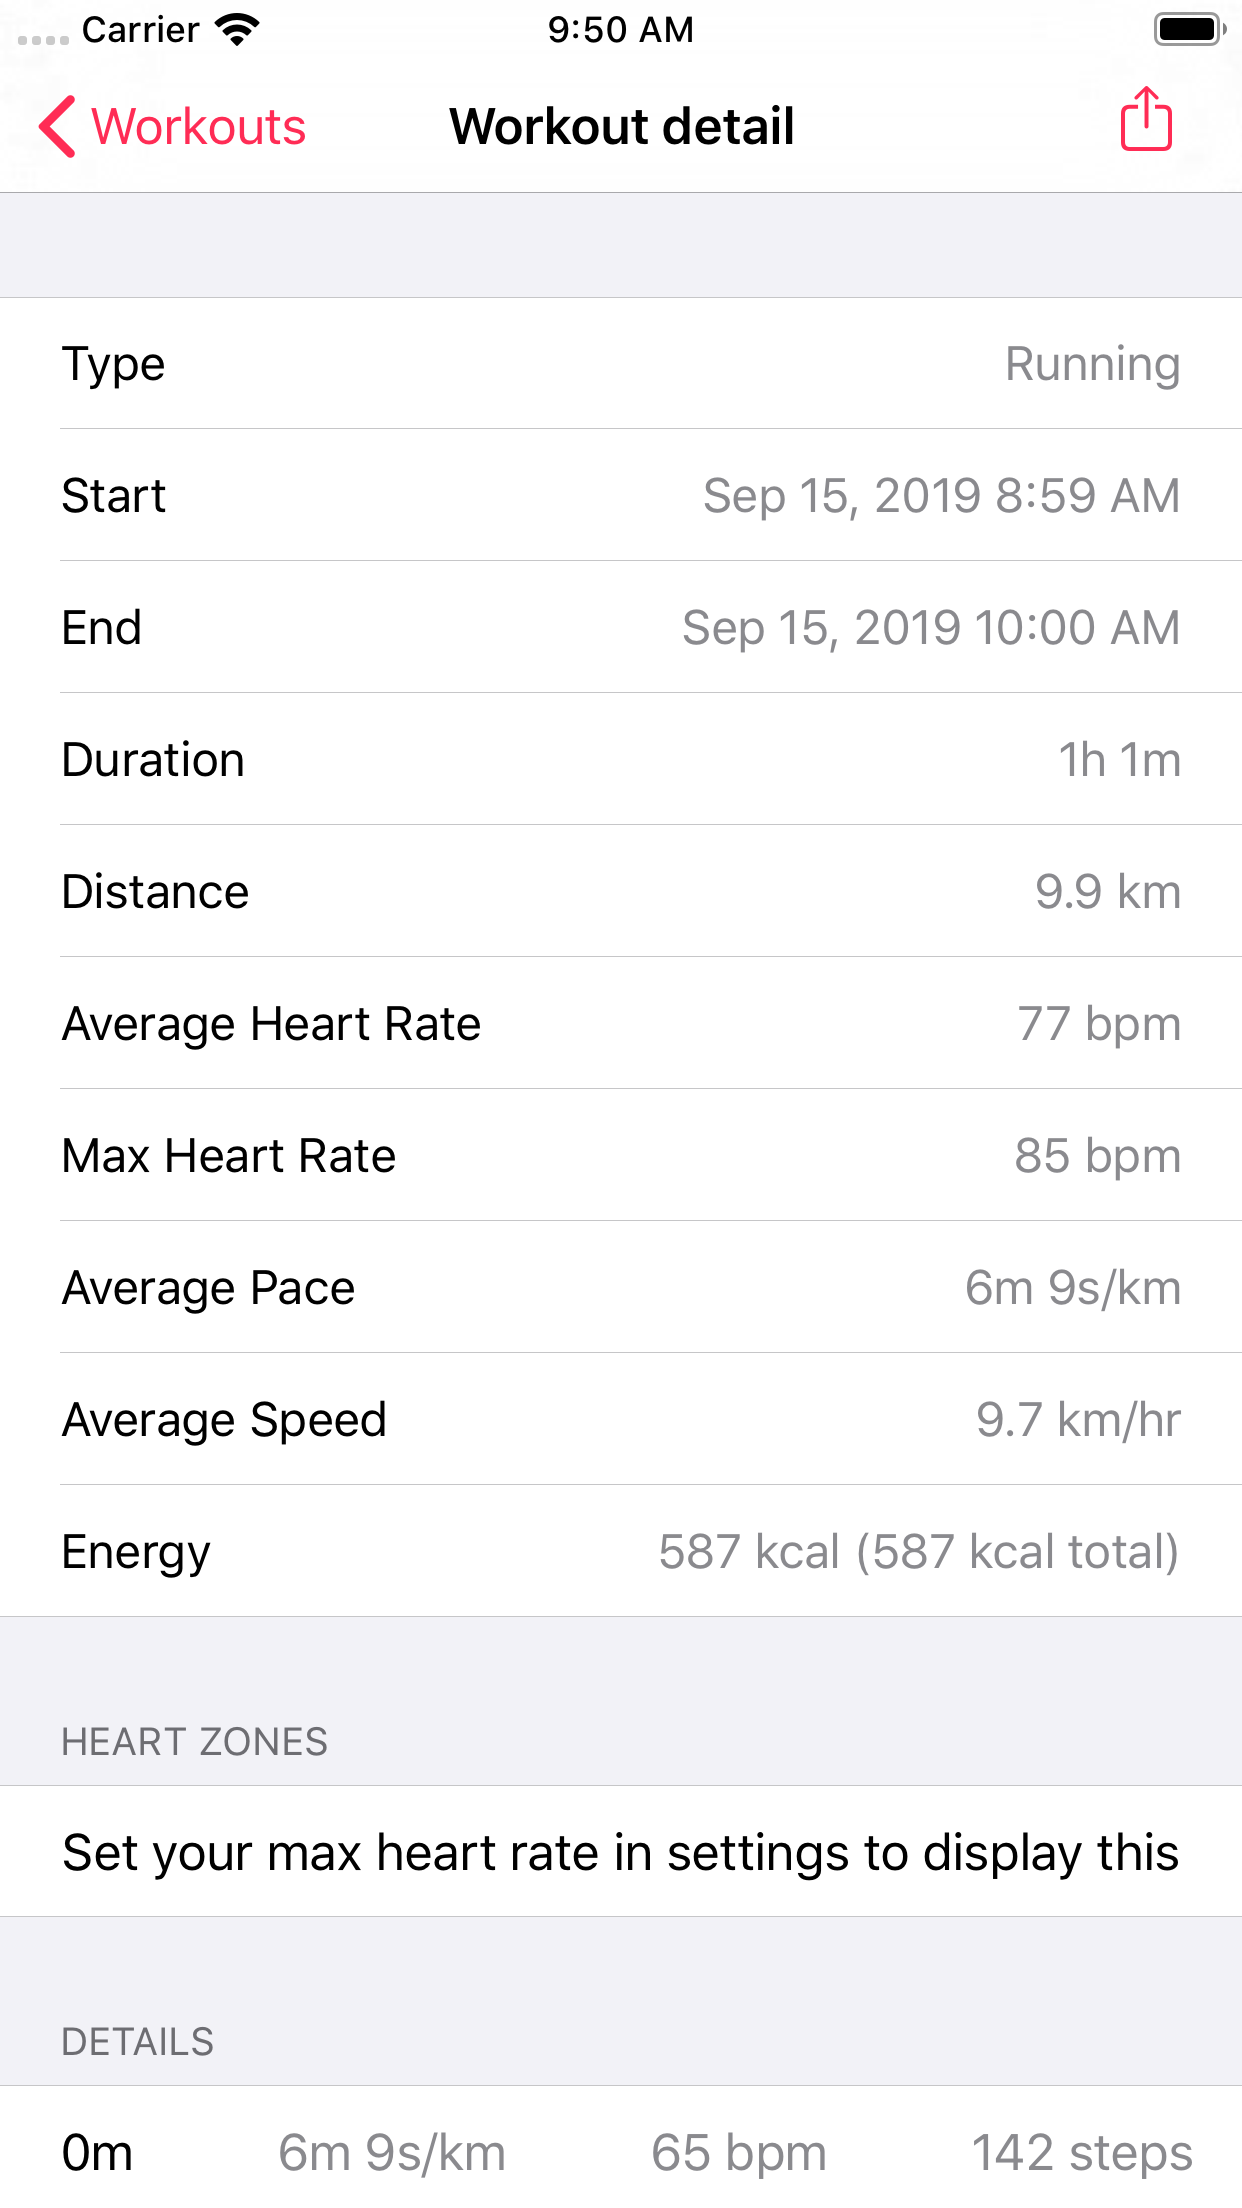 Carrier 9:50 AM
Workouts Workout detail
Type Running
Start Sep 15, 2019 8:59 AM
End Sep 15, 2019 10:00 AM
Duration 1h 1m
Distance 9.9 km
Average Heart Rate 77 bpm
Max Heart Rate 85 bpm
Average Pace 6m 9s/km
Average Speed 9.7 km/hr
Energy 587 kcal (587 kcal total)
HEART ZONES
Set your max heart rate in settings to display this
DETAILS
0m 6m 9s/km 65 bpm 142 steps